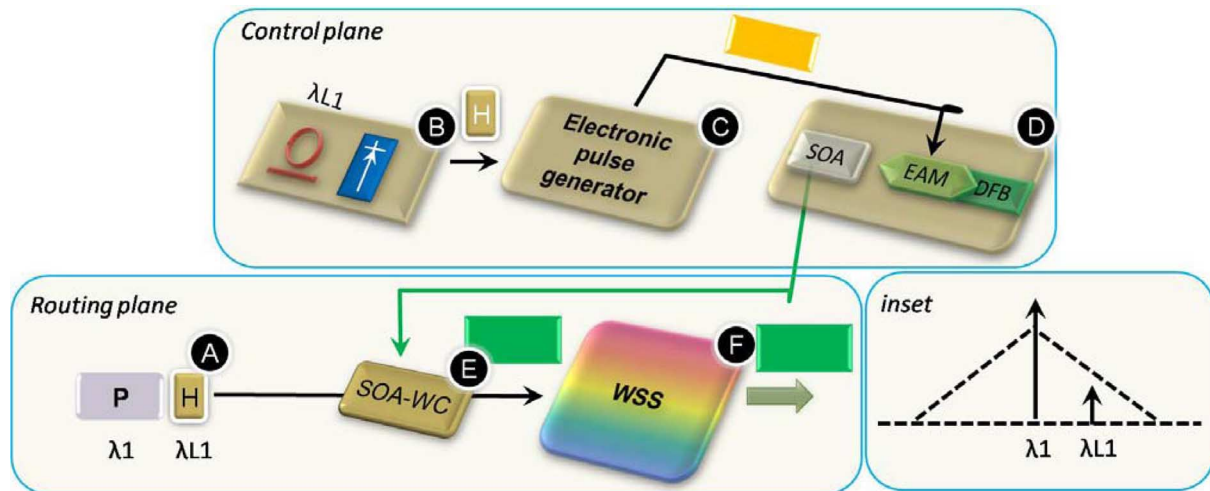 Control plane
λL1
B
H
Electronic
pulse
generator
C
SOA
EAM
DFB
D
Routing plane
A
P
H
λ1
λL1
SOA-WC
E
WSS
F
inset
λ1
λL1